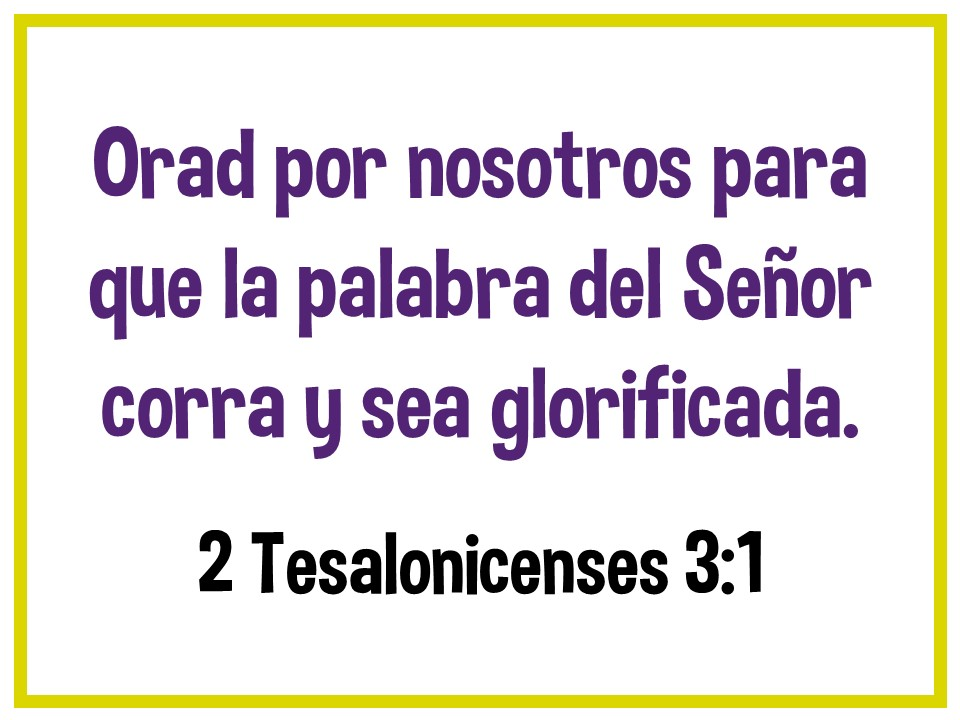 Orad por nosotros para
que la palabra del Señor
corra y sea glorificada.
2 Tesalonicenses 3:1